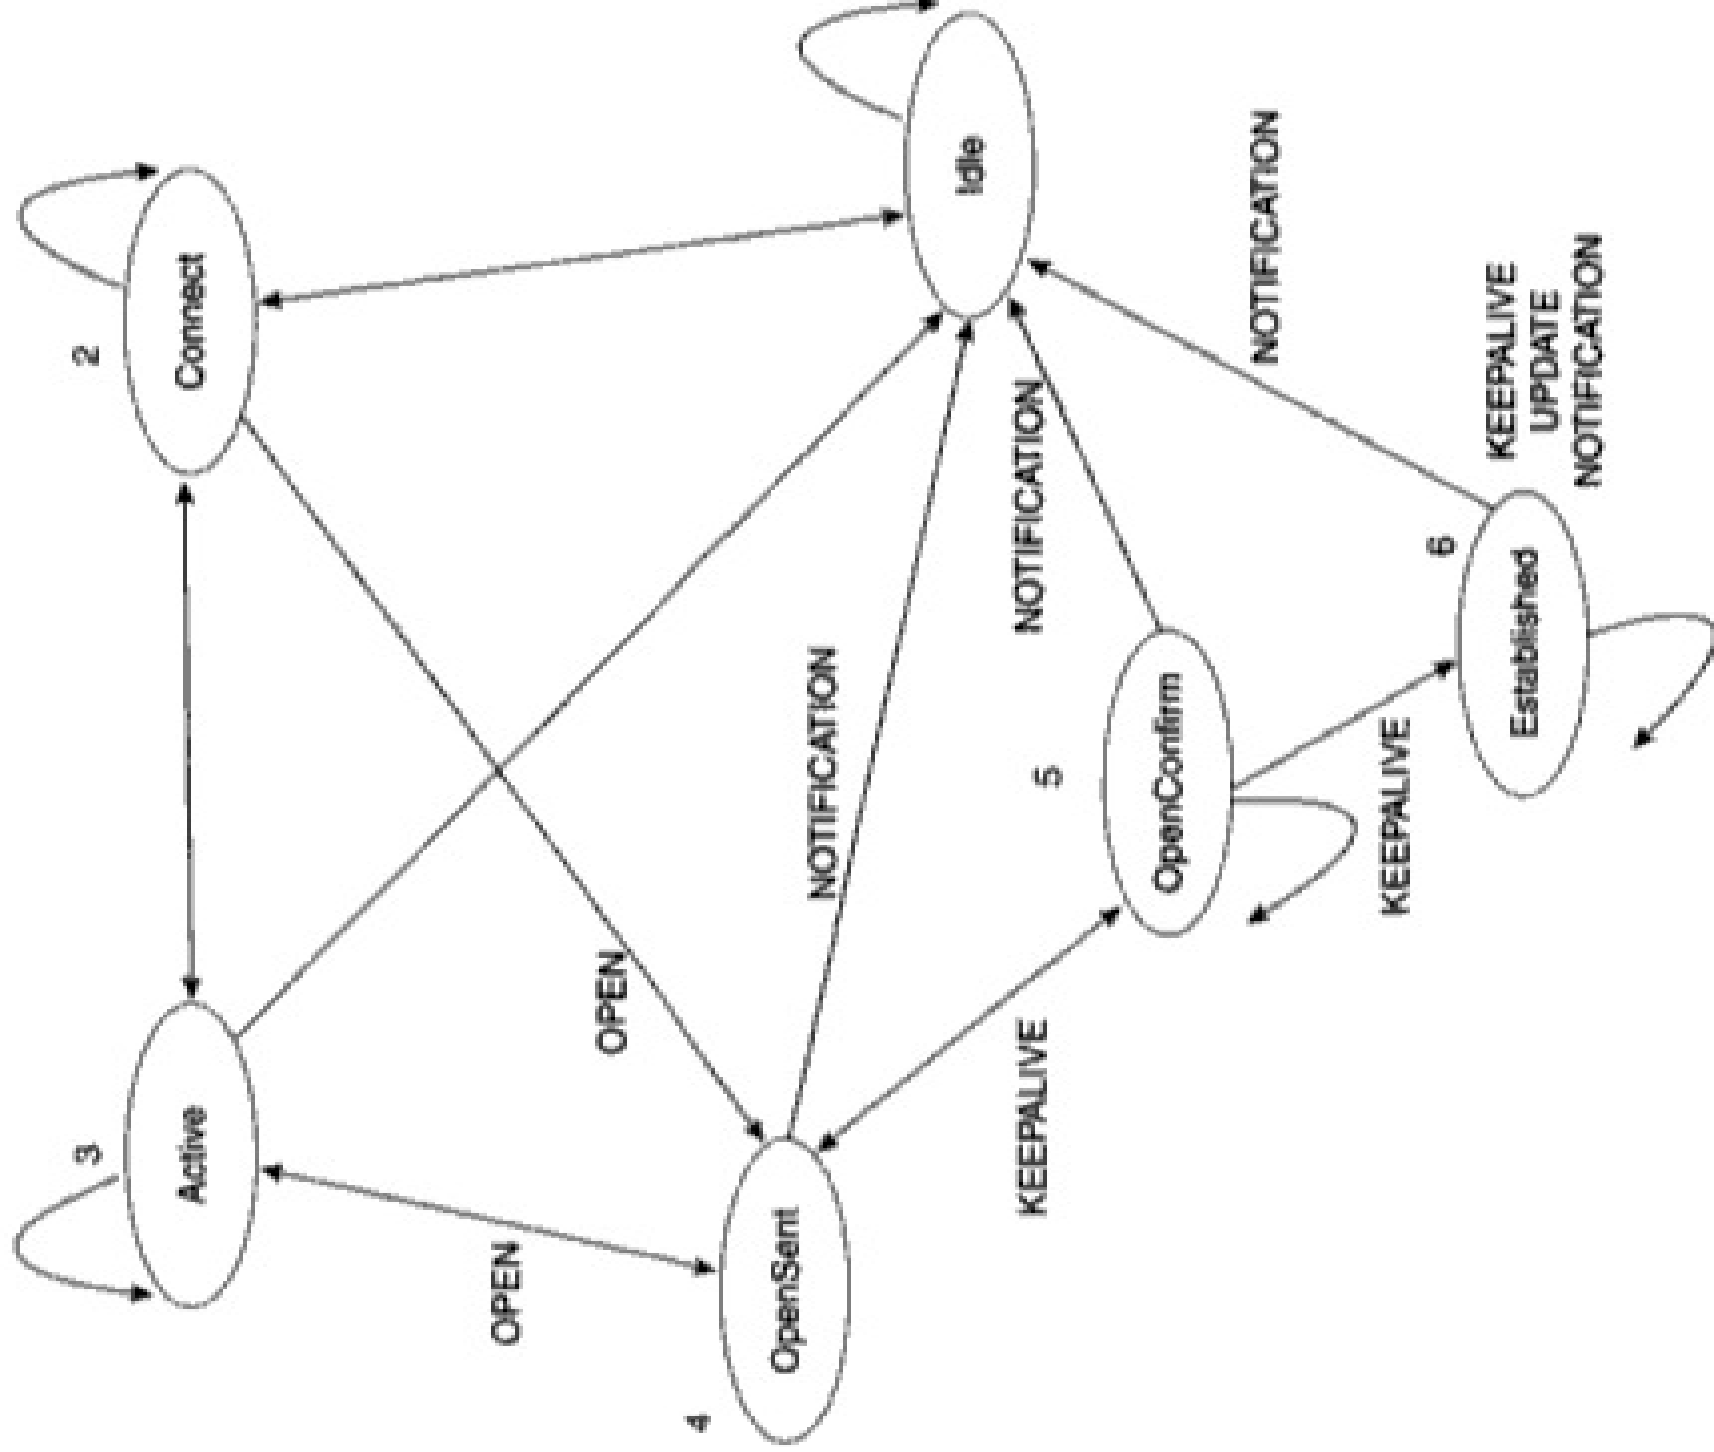 2
Connect
3
Active
Idle
OPEN
OPEN
NOTIFICATION
4
OpenSent
NOTIFICATION
NOTIFICATION
5
OpenConfirm
KEEPALIVE
KEEPALIVE
6
Established
KEEPALIVE
UPDATE
NOTIFICATION